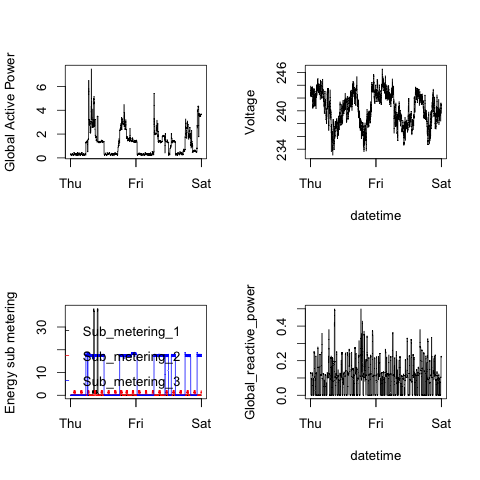 Global Active Power
0 2 4 6
Thu Fri Sat
Voltage
234 240 246
Thu Fri Sat
datetime
Energy sub metering
0 10 30
Sub_metering_1
Sub_metering_2
Sub_metering_3
Thu Fri Sat
Global_reactive_power
0.0 0.2 0.4
Thu Fri Sat
datetime